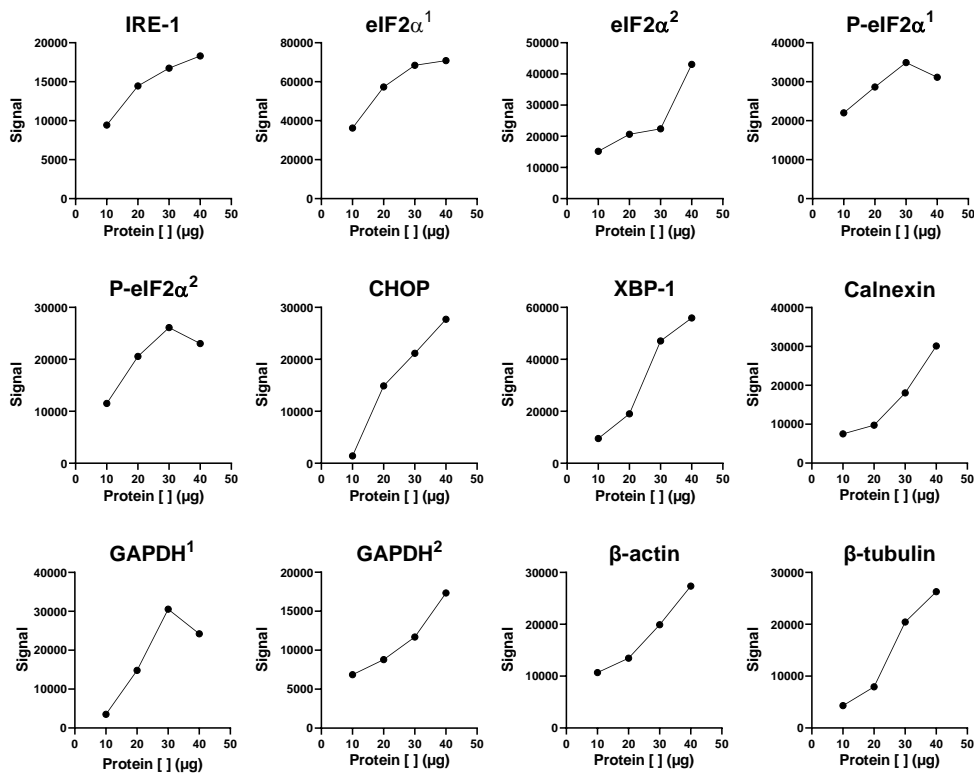 IRE-1
20000
15000
10000
5000
0
Signal
0 10 20 30 40 50
Protein [ ] (µg)
eIF2α¹
80000
60000
40000
20000
0
Signal
0 10 20 30 40 50
Protein [ ] (µg)
eIF2α²
50000
40000
30000
20000
10000
0
Signal
0 10 20 30 40 50
Protein [ ] (µg)
P-eIF2α¹
40000
30000
20000
10000
0
Signal
0 10 20 30 40 50
Protein [ ] (µg)
P-eIF2α²
30000
20000
10000
0
Signal
0 10 20 30 40 50
Protein [ ] (µg)
CHOP
30000
20000
10000
0
Signal
0 10 20 30 40 50
Protein [ ] (µg)
XBP-1
60000
40000
20000
0
Signal
0 10 20 30 40 50
Protein [ ] (µg)
Calnexin
40000
30000
20000
10000
0
Signal
0 10 20 30 40 50
Protein [ ] (µg)
GAPDH¹
40000
30000
20000
10000
0
Signal
0 10 20 30 40 50
Protein [ ] (µg)
GAPDH²
20000
15000
10000
5000
0
Signal
0 10 20 30 40 50
Protein [ ] (µg)
β-actin
30000
20000
10000
0
Signal
0 10 20 30 40 50
Protein [ ] (µg)
β-tubulin
30000
20000
10000
0
Signal
0 10 20 30 40 50
Protein [ ] (µg)